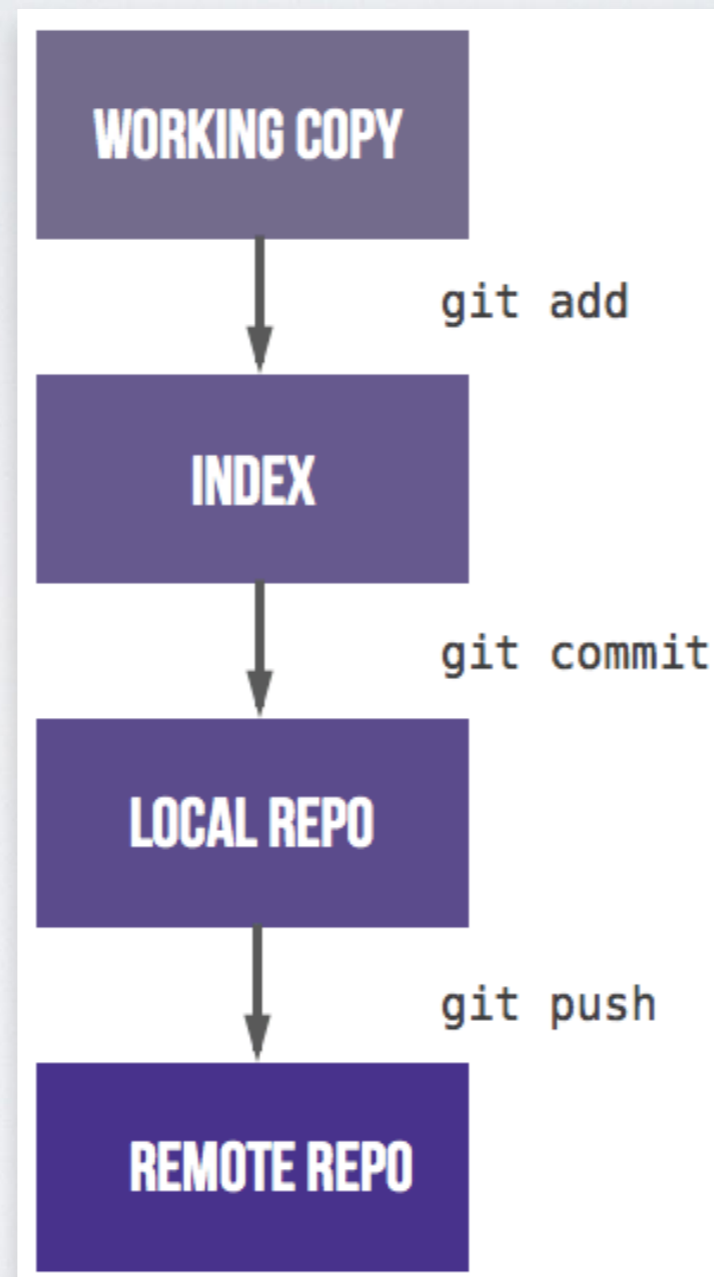 WORKING COPY
git add
INDEX
git commit
LOCAL REPO
git push
REMOTE REPO